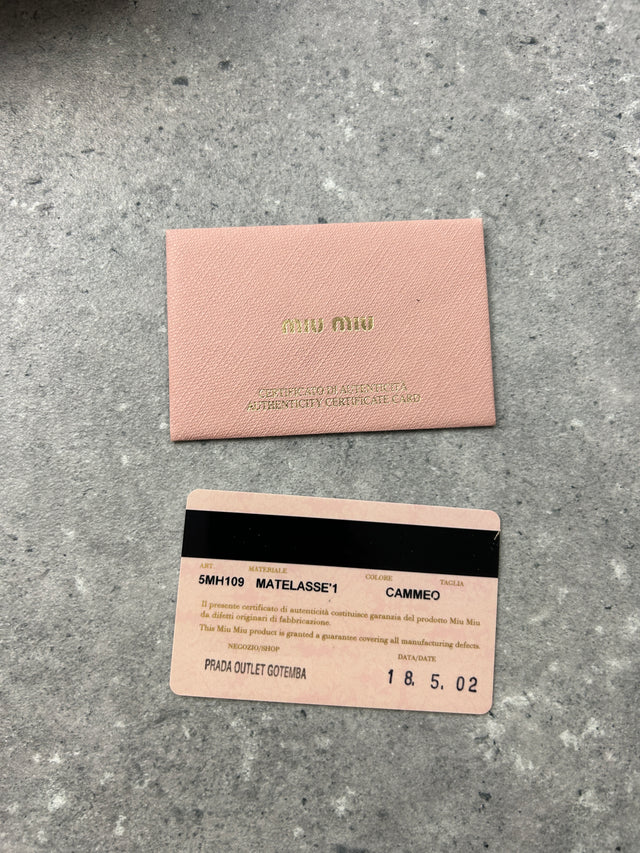 MIU MIU
CERTIFICATO DI AUTENTICITÀ
AUTHENTICITY CERTIFICATE CARD
ART. MATERIALE COLORE TAGLIA
5MH109 MATELASSE'1 CAMMEO
Il presente certificato di autenticità costituisce garanzia del prodotto Miu Miu
da difetti originari di fabbricazione.
This Miu Miu product is granted a guarantee covering all manufacturing defects.
NEGOZIO/SHOP DATA/DATE
PRADA OUTLET GOTEMBA 18. 5. 02